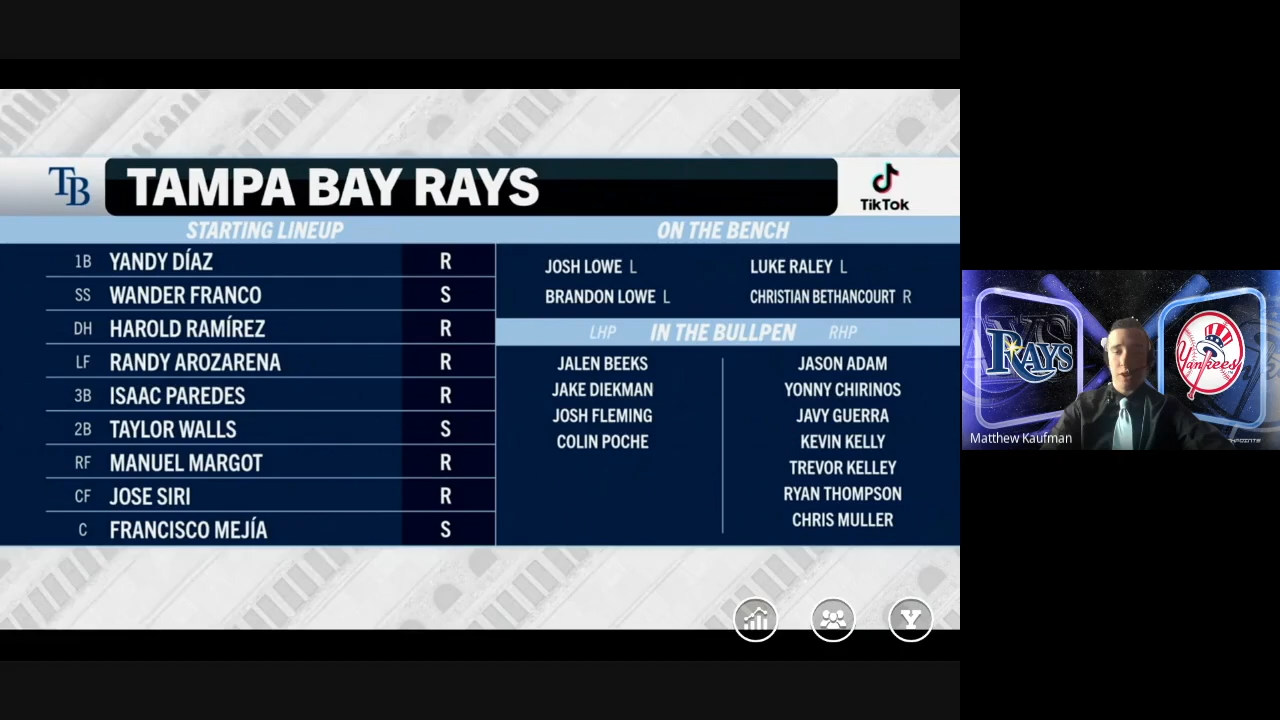 TB TAMPA BAY RAYS
TikTok
STARTING LINEUP
1B YANDY DÍAZ R
SS WANDER FRANCO S
DH HAROLD RAMÍREZ R
LF RANDY AROZARENA R
3B ISAAC PAREDES R
2B TAYLOR WALLS S
RF MANUEL MARGOT R
CF JOSE SIRI R
C FRANCISCO MEJÍA S
ON THE BENCH
JOSH LOWE L LUKE RALEY L
BRANDON LOWE L CHRISTIAN BETHANCOURT R
LHP IN THE BULLPEN RHP
JALEN BEEKS
JAKE DIEKMAN
JOSH FLEMING
COLIN POCHE
JASON ADAM
YONNY CHIRINOS
JAVY GUERRA
KEVIN KELLY
TREVOR KELLEY
RYAN THOMPSON
CHRIS MULLER
Y
RAYS
Yankees
Matthew Kaufman